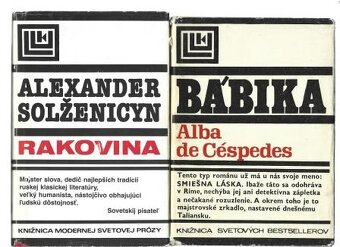 ALEXANDER
SOLŽENICYN
RAKOVINA
Majster slova, dedič najlepších tradícií
ruskej klasickej literatúry,
veľký humanista, nástojčivo obhajujúci
ľudskú dôstojnosť.
Sovetskij pisateľ
KNIŽNICA MODERNEJ SVETOVEJ PRÓZY
BÁBIKA
Alba
de Céspedes
Tento typ románu už má u nás svoje meno:
SMIEŠNA LÁSKA. Ibaže táto sa odohráva
v Ríme, nechýba jej ani detektívna zápletka
a nečakané rozuzlenie. A okrem toho je to
majstrovské zrkadlo, nastavené dnešnému
Taliansku.
KNIŽNICA SVETOVÝCH BESTSELLEROV